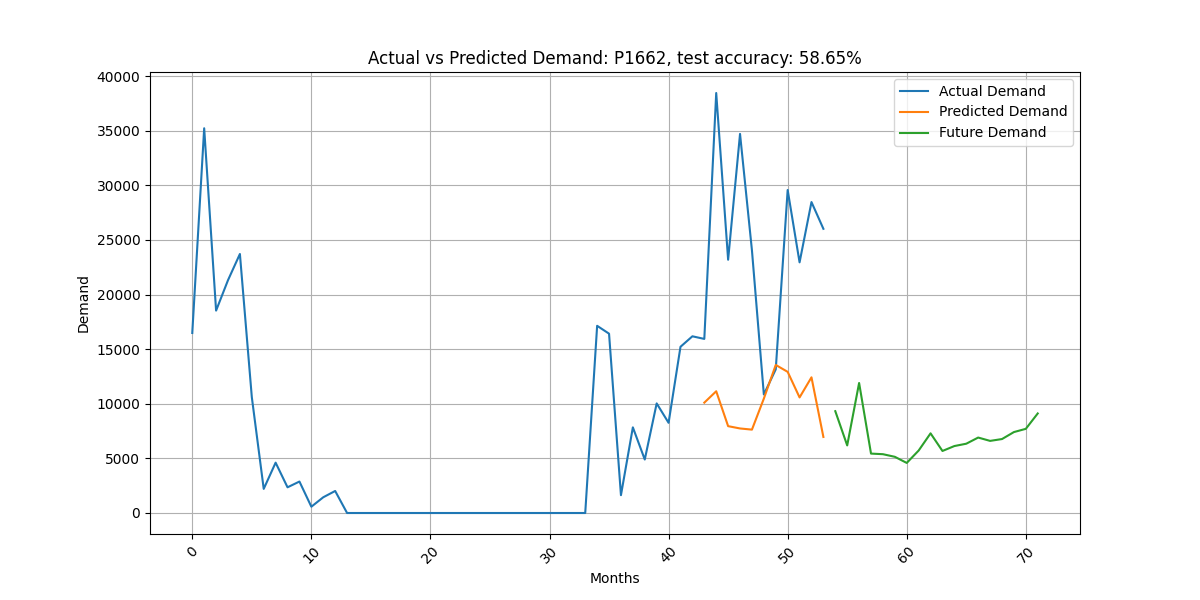 Actual vs Predicted Demand: P1662, test accuracy: 58.65%
40000
35000
30000
25000
20000
15000
10000
5000
0
Demand
Actual Demand
Predicted Demand
Future Demand
0
10
20
30
40
50
60
70
Months